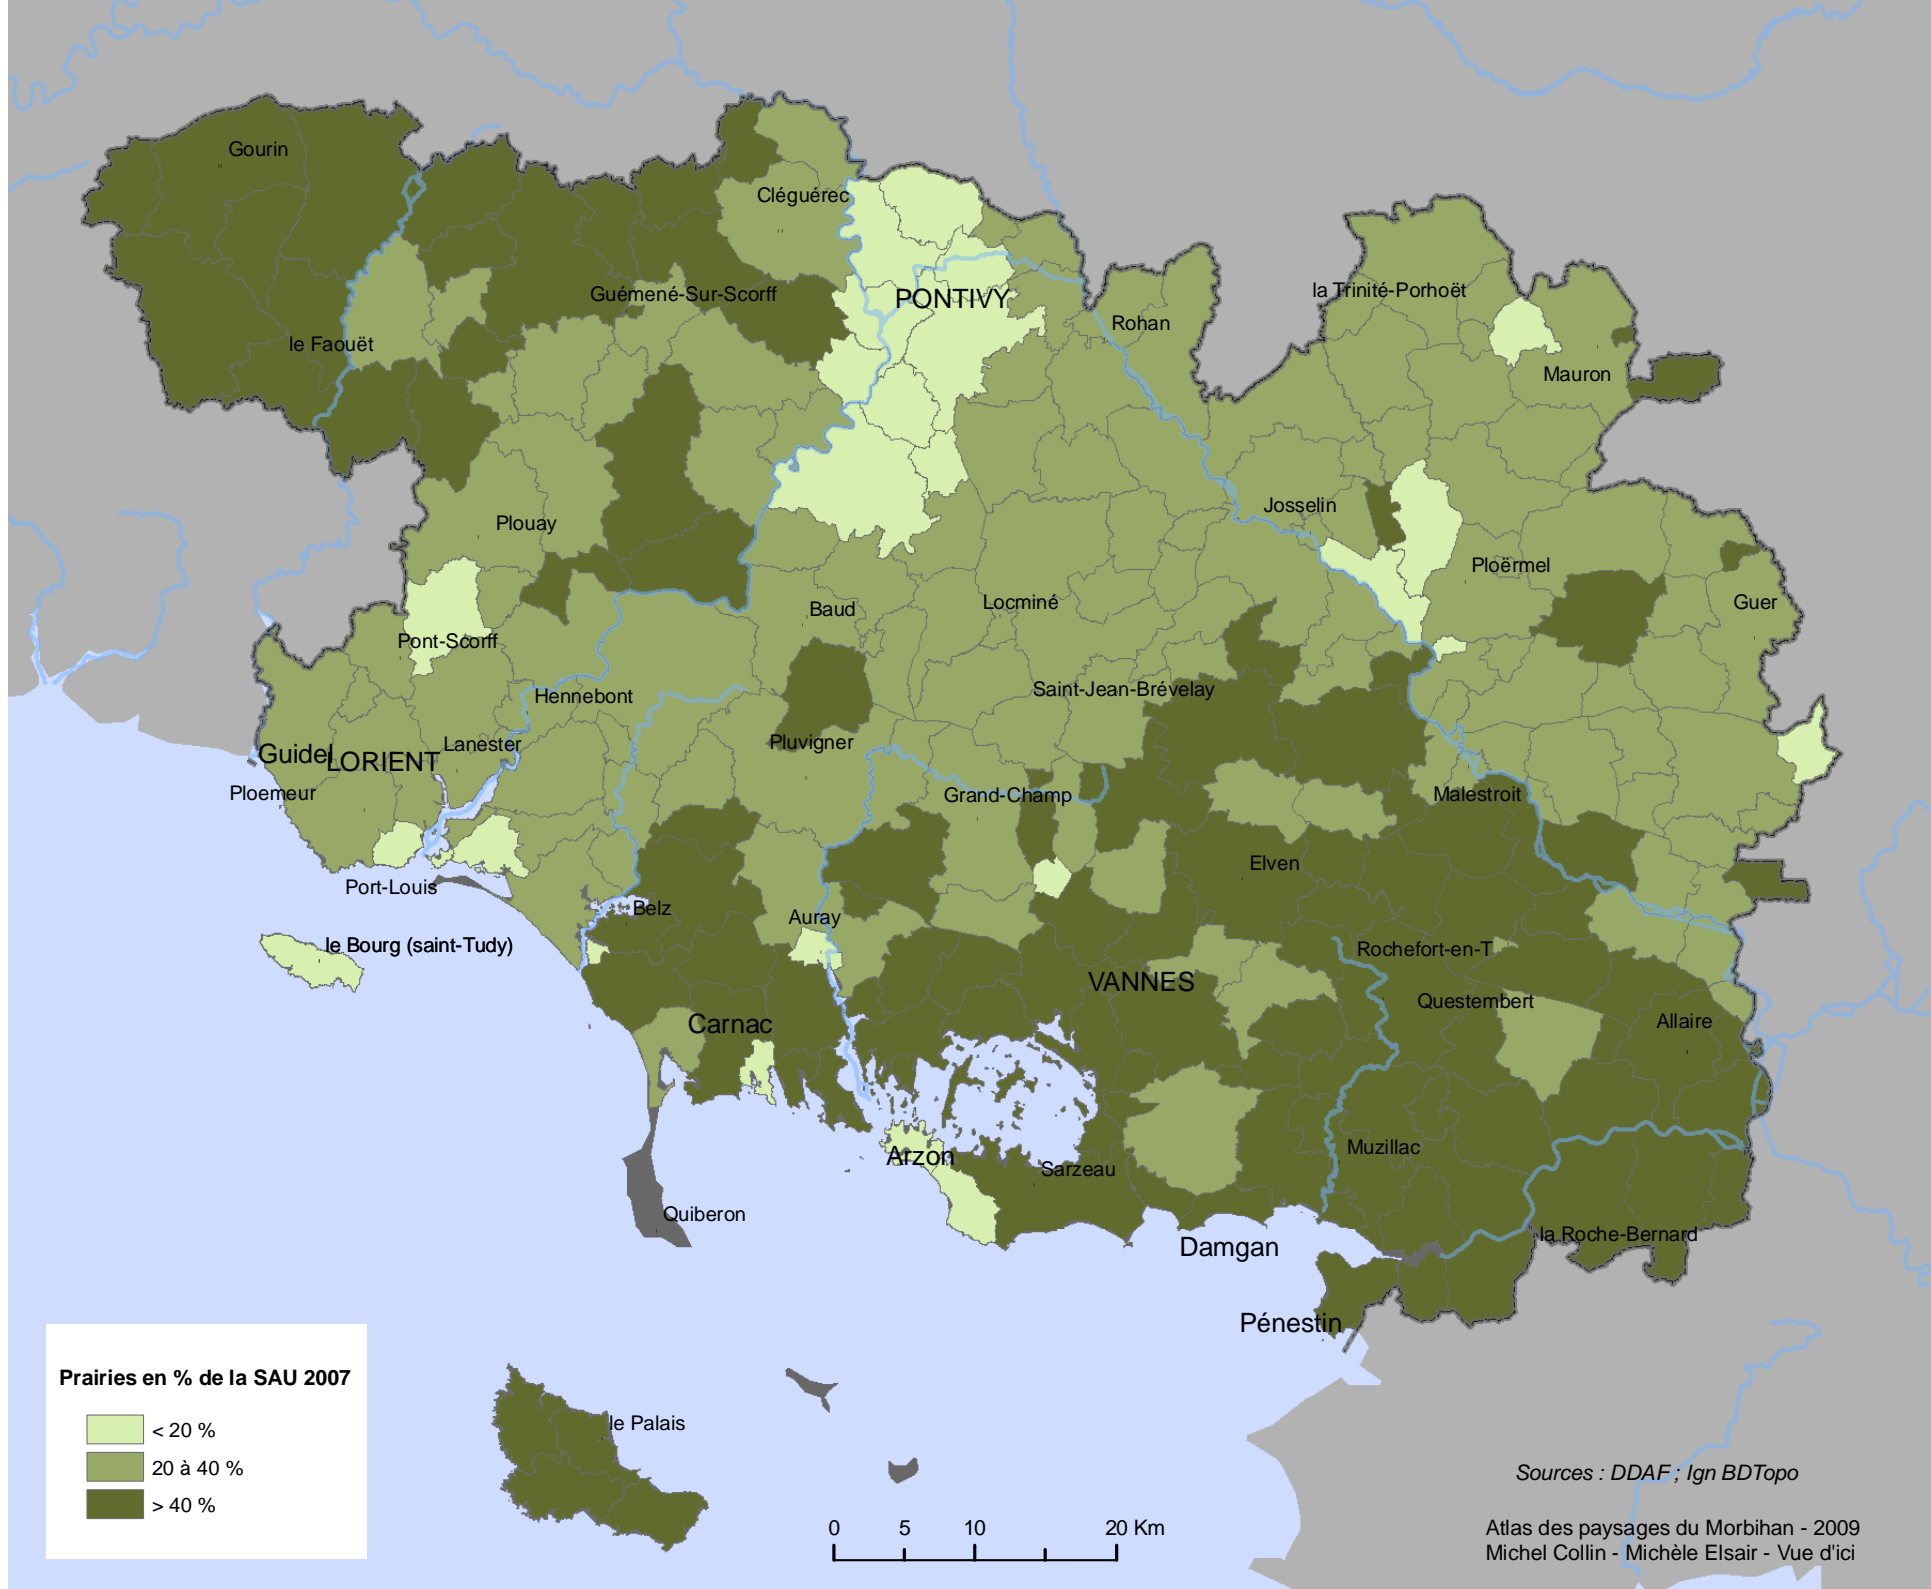 Gourin
Cléguérec
Guémené-Sur-Scorff
PONTIVY
la Trinité-Porhoët
Rohan
le Faouët
Mauron
Josselin
Plouay
Ploërmel
Baud
Locminé
Guer
Pont-Scorff
Saint-Jean-Brévelay
Hennebont
Lanester
Pluvigner
Guidel
LORIENT
Ploemeur
Grand-Champ
Malestroit
Elven
Port-Louis
Belz
Auray
le Bourg (saint-Tudy)
Rochefort-en-T
VANNES
Questembert
Carnac
Allaire
Arzon
Sarzeau
Muzillac
Quiberon
la Roche-Bernard
Damgan
Pénestin
Prairies en % de la SAU 2007
< 20 %
20 à 40 %
> 40 %
le Palais
0 5 10 20 Km
Sources : DDAF ; Ign BDTopo
Atlas des paysages du Morbihan - 2009
Michel Collin - Michèle Elsair - Vue d'ici